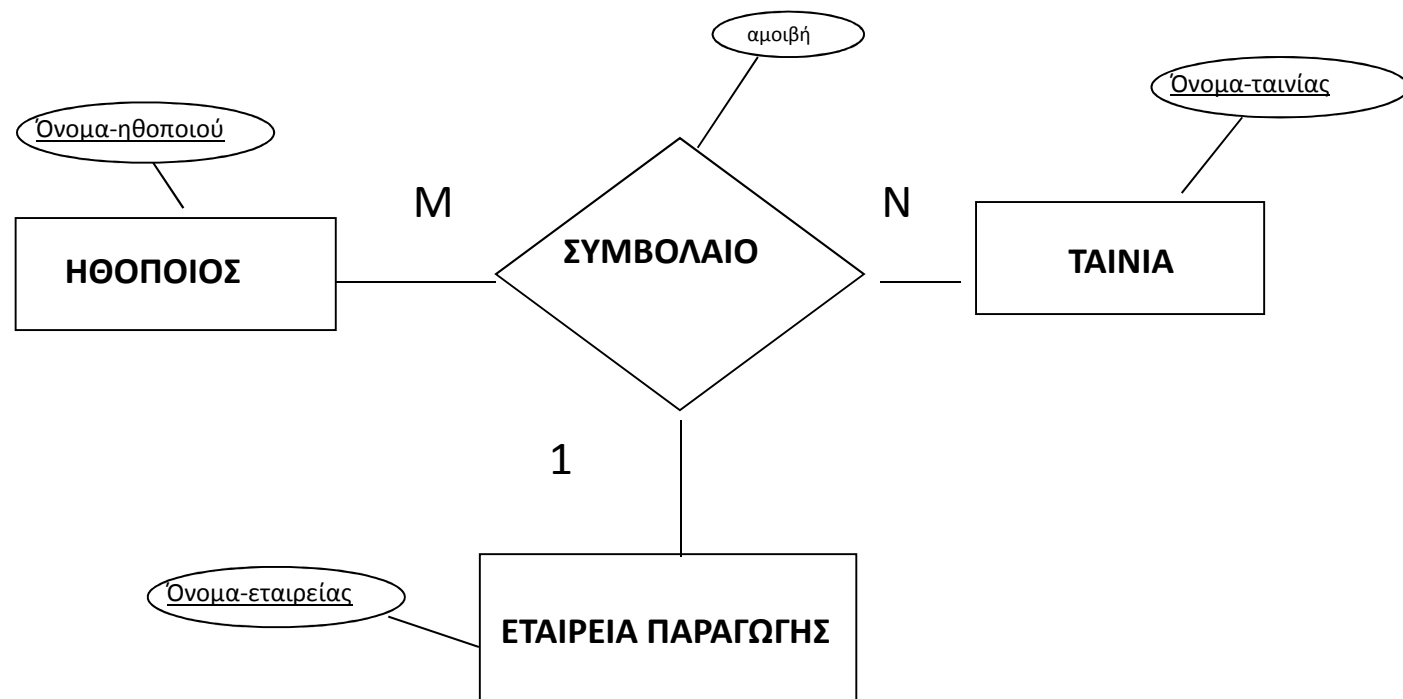 αμοιβή
Όνομα-ταινίας
Όνομα-ηθοποιού
M
N
ΗΘΟΠΟΙΟΣ
ΣΥΜΒΟΛΑΙΟ
ΤΑΙΝΙΑ
1
Όνομα-εταιρείας
ΕΤΑΙΡΕΙΑ ΠΑΡΑΓΩΓΗΣ